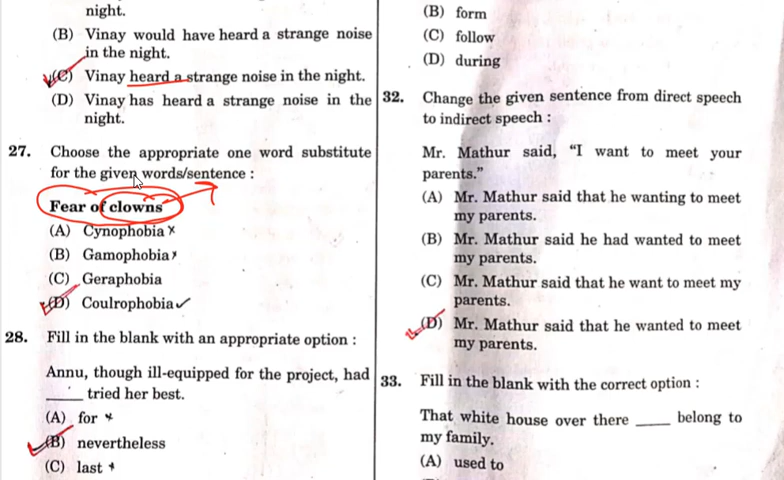 night.
(B) Vinay would have heard a strange noise
in the night.
(C) Vinay heard a strange noise in the night.
(D) Vinay has heard a strange noise in the
night.
27. Choose the appropriate one word substitute
for the given words/sentence :
Fear of clowns
(A) Cynophobia
(B) Gamophobia
(C) Geraphobia
(D) Coulrophobia
28. Fill in the blank with an appropriate option :
Annu, though ill-equipped for the project, had
____ tried her best.
(A) for
(B) nevertheless
(C) last
(B) form
(C) follow
(D) during
32. Change the given sentence from direct speech
to indirect speech :
Mr. Mathur said, “I want to meet your
parents.”
(A) Mr. Mathur said that he wanting to meet
my parents.
(B) Mr. Mathur said he had wanted to meet
my parents.
(C) Mr. Mathur said that he want to meet my
parents.
(D) Mr. Mathur said that he wanted to meet
my parents.
33. Fill in the blank with the correct option :
That white house over there ____ belong to
my family.
(A) used to